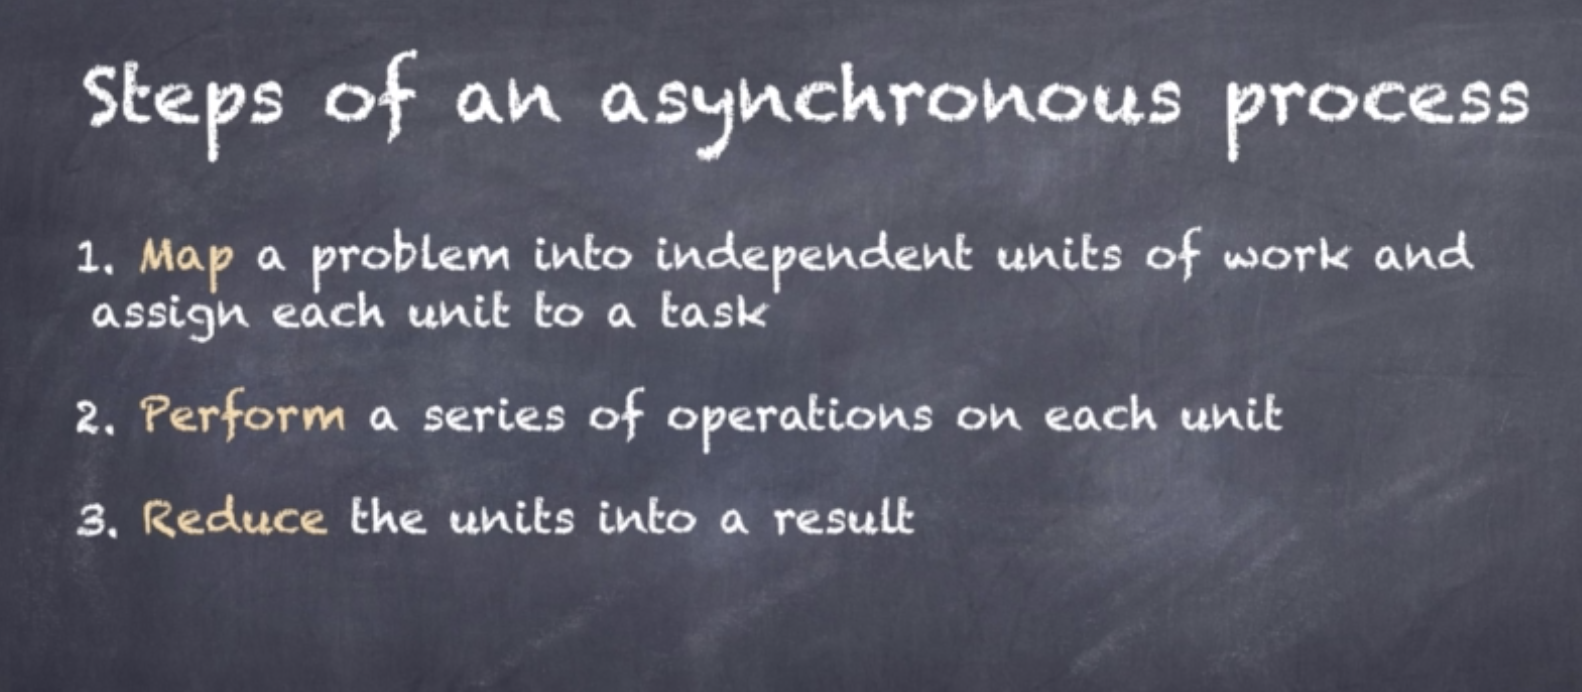 Steps of an asynchronous process
1. Map a problem into independent units of work and
assign each unit to a task
2. Perform a series of operations on each unit
3. Reduce the units into a result